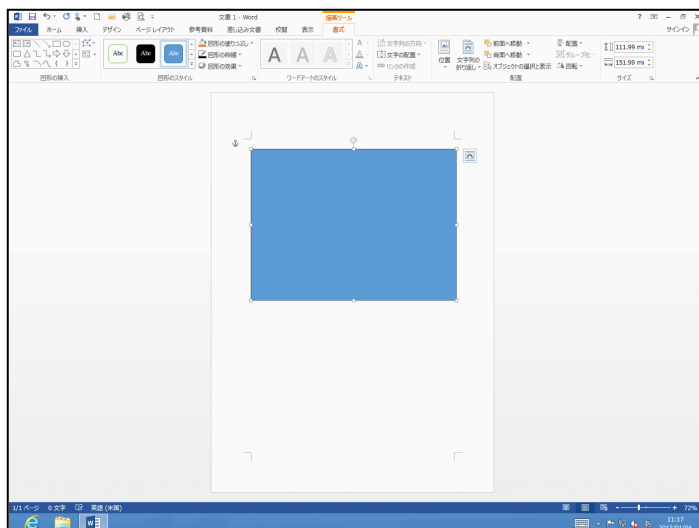 文書 1 - Word
描画ツール
ファイル ホーム 挿入 デザイン ページ レイアウト 参考資料 差し込み文書 校閲 表示 書式 サインイン
Abc Abc Abc
図形の塗りつぶし
図形の枠線
図形の効果
A A A
文字列の方向
文字の配置
リンクの作成
位置
文字列の
折り返し
前面へ移動
背面へ移動
オブジェクトの選択と表示
配置
グループ化
回転
111.99 mi
151.99 mi
図形の挿入 図形のスタイル ワードアートのスタイル テキスト 配置 サイズ
1/1 ページ 0 文字 英語 (米国) 72%
11:17
2013/01/04